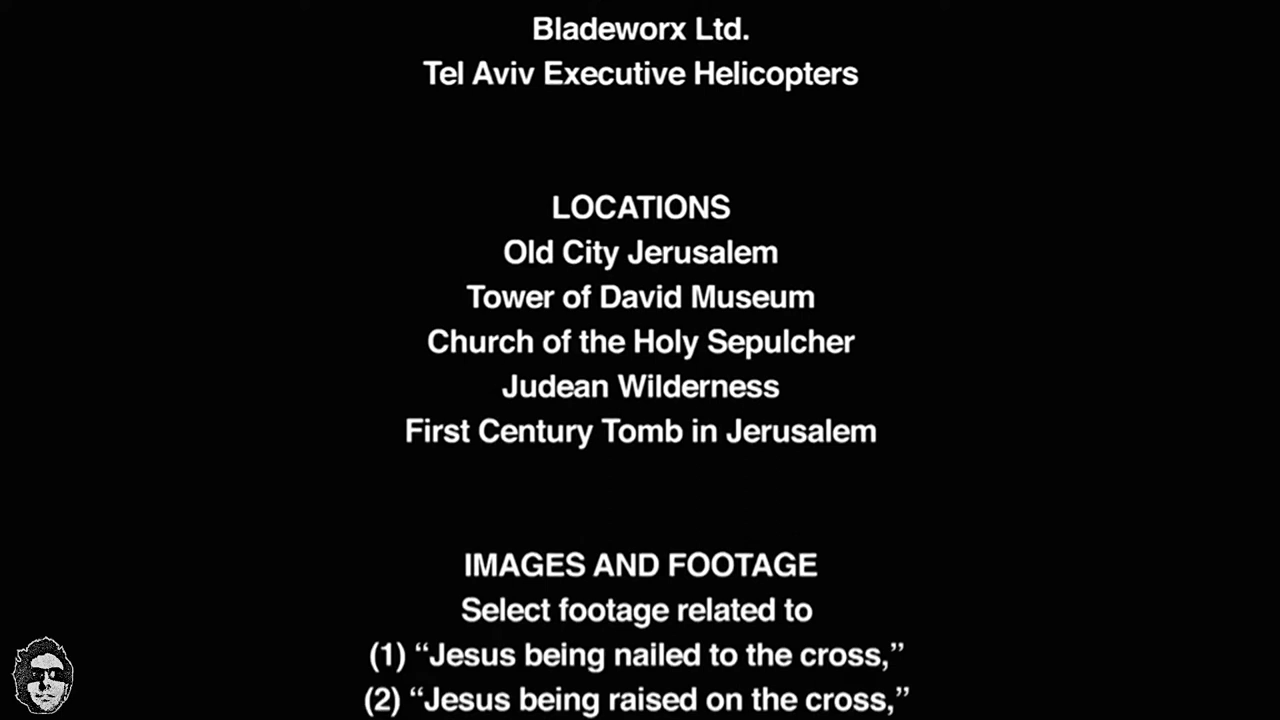 Bladeworx Ltd.
Tel Aviv Executive Helicopters
LOCATIONS
Old City Jerusalem
Tower of David Museum
Church of the Holy Sepulcher
Judean Wilderness
First Century Tomb in Jerusalem
IMAGES AND FOOTAGE
Select footage related to
(1) “Jesus being nailed to the cross,”
(2) “Jesus being raised on the cross,”